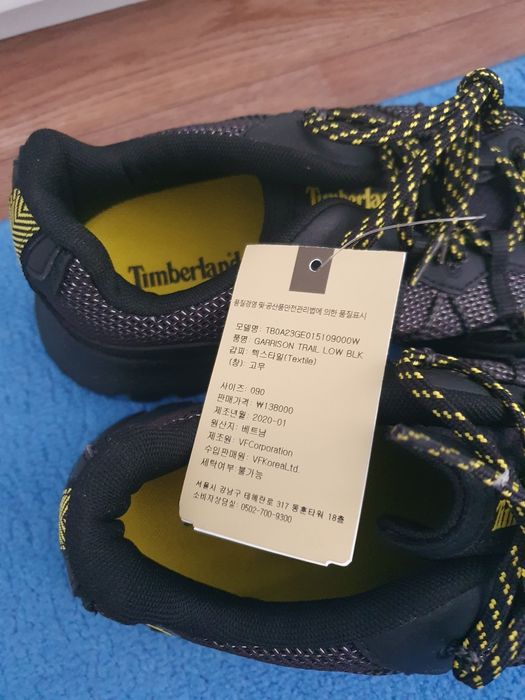 Timberland
Timberland
품질경영 및 공산품안전관리법에 의한 품질표시
모델명: TB0A23GE015109000W
품명: GARRISON TRAIL LOW BLK
갑피: 텍스타일(Textile)
(창): 고무
사이즈: 090
판매가격: ₩138000
제조년월: 2020-01
원산지: 베트남
제조원: VFCorporation
수입판매원: VFKoreaLtd.
세탁여부 불가능
서울시 강남구 테헤란로 317 동훈타워 18층
소비자상담실: 0502-700-9300